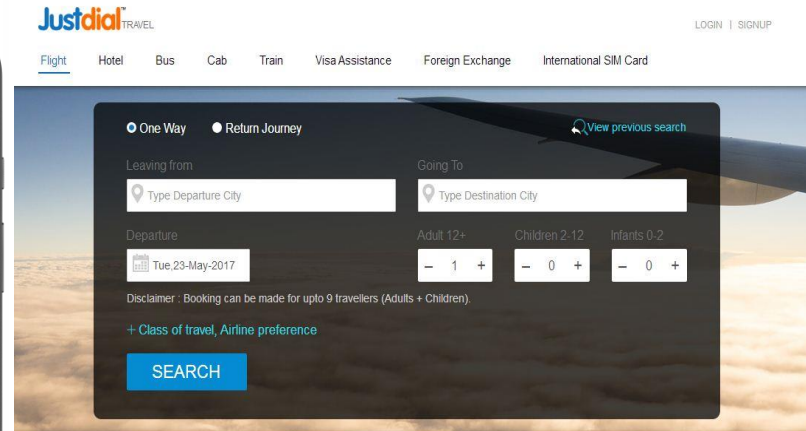 Justdial™ TRAVEL
LOGIN | SIGNUP
Flight Hotel Bus Cab Train Visa Assistance Foreign Exchange International SIM Card
One Way Return Journey View previous search
Leaving from Going To
Type Departure City Type Destination City
Departure Adult 12+ Children 2-12 Infants 0-2
Tue,23-May-2017 – 1 + – 0 + – 0 +
Disclaimer : Booking can be made for upto 9 travellers (Adults + Children).
+ Class of travel, Airline preference
SEARCH